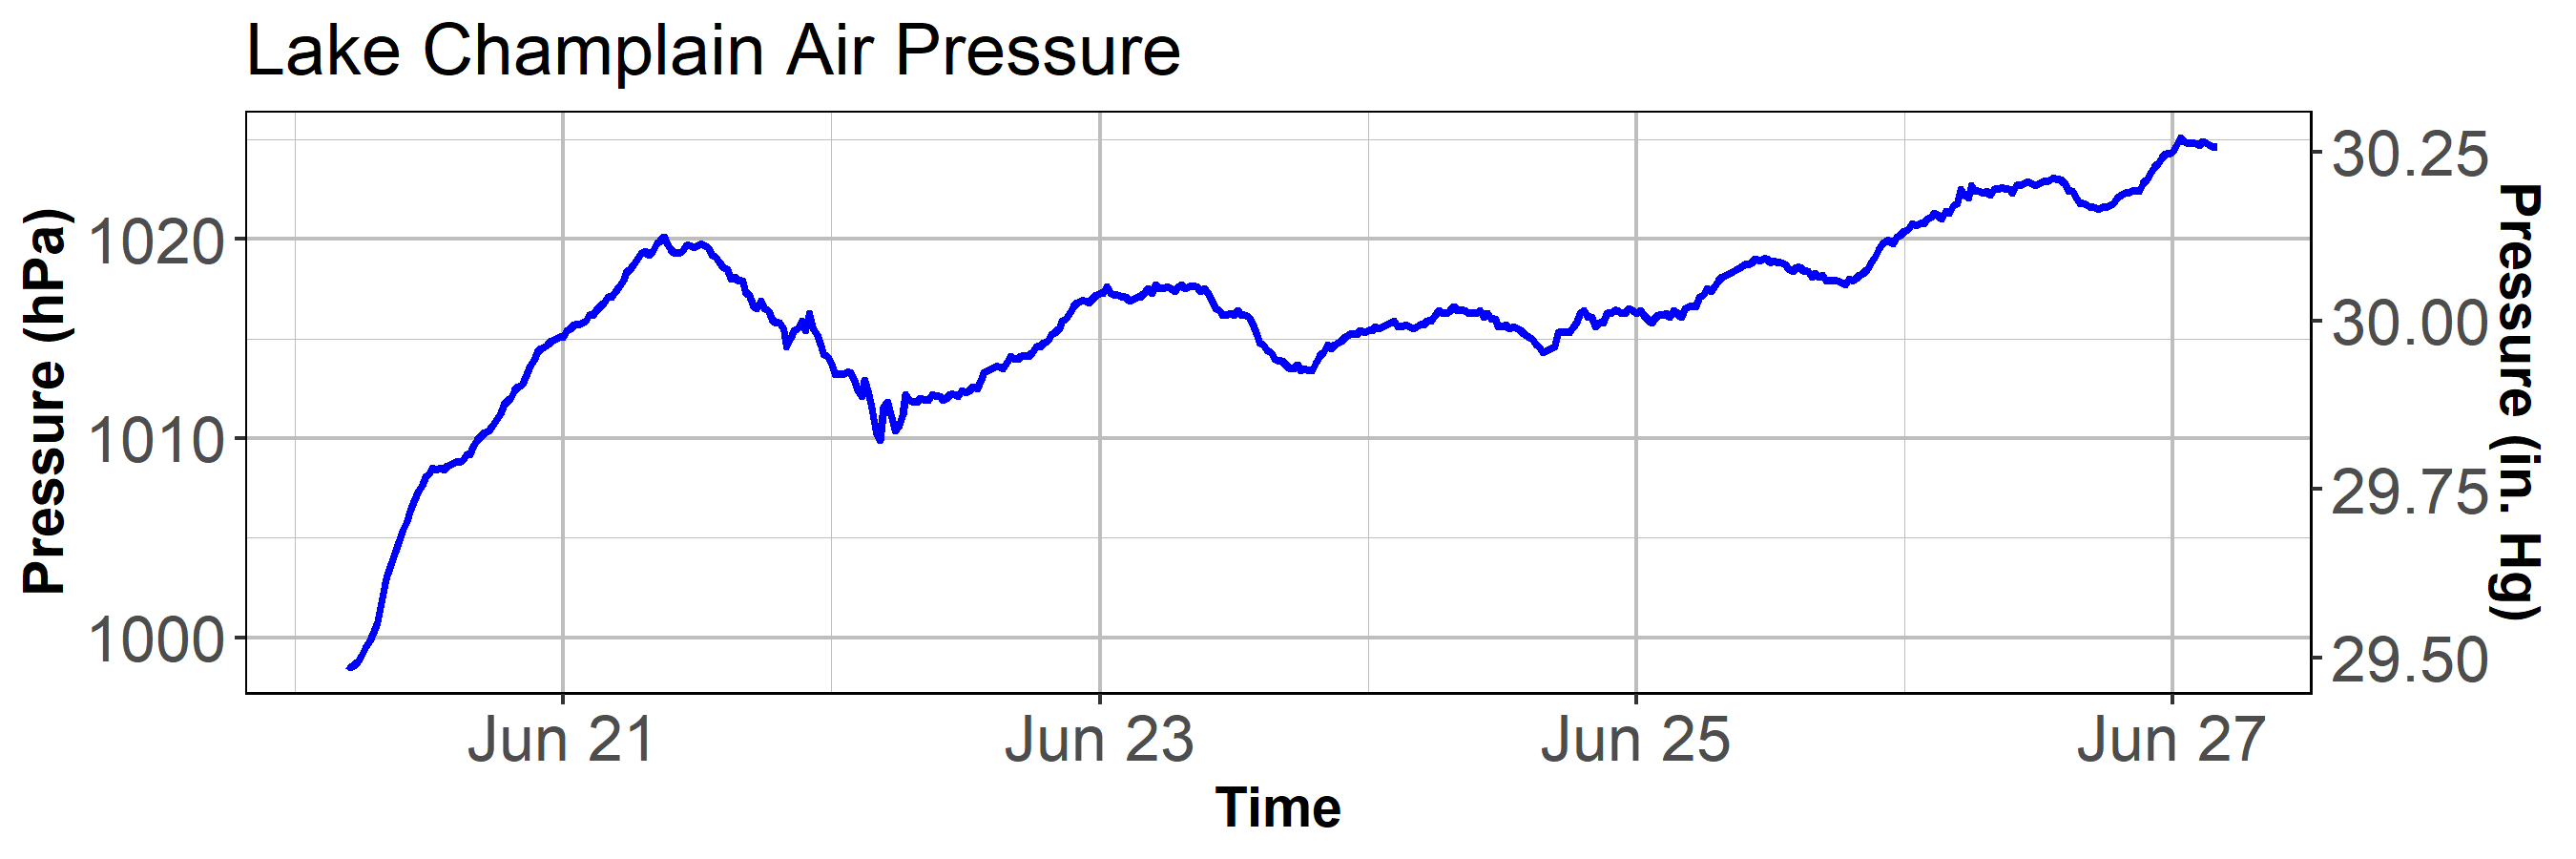 Lake Champlain Air Pressure
Pressure (hPa)
1020
1010
1000
30.25
30.00
29.75
29.50
Pressure (in. Hg)
Jun 21
Jun 23
Jun 25
Jun 27
Time